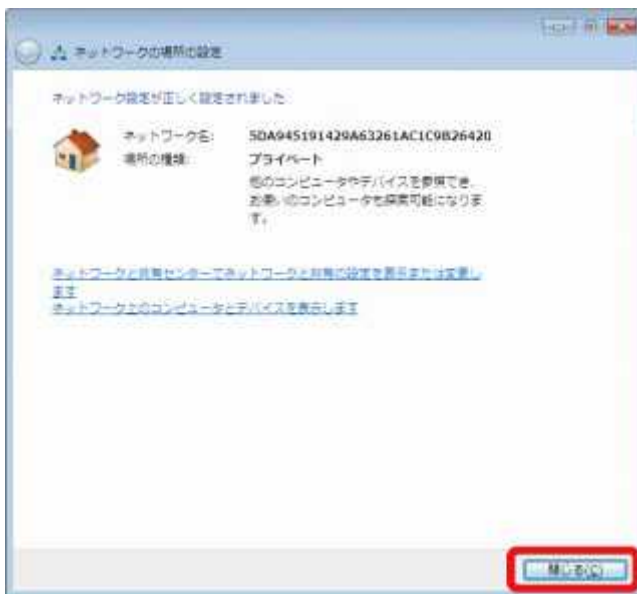 ネットワークの場所の設定
ネットワーク設定が正しく設定されました
ネットワーク名: 5DA945191429A63261AC1C9B26420
場所の種類: プライベート
他のコンピュータやデバイスを参照でき、
お使いのコンピュータも探索可能になりま
す。
ネットワークと共有センターでネットワークと共有の設定を表示または変更し
ます
ネットワーク上のコンピュータとデバイスを表示します
閉じる(C)